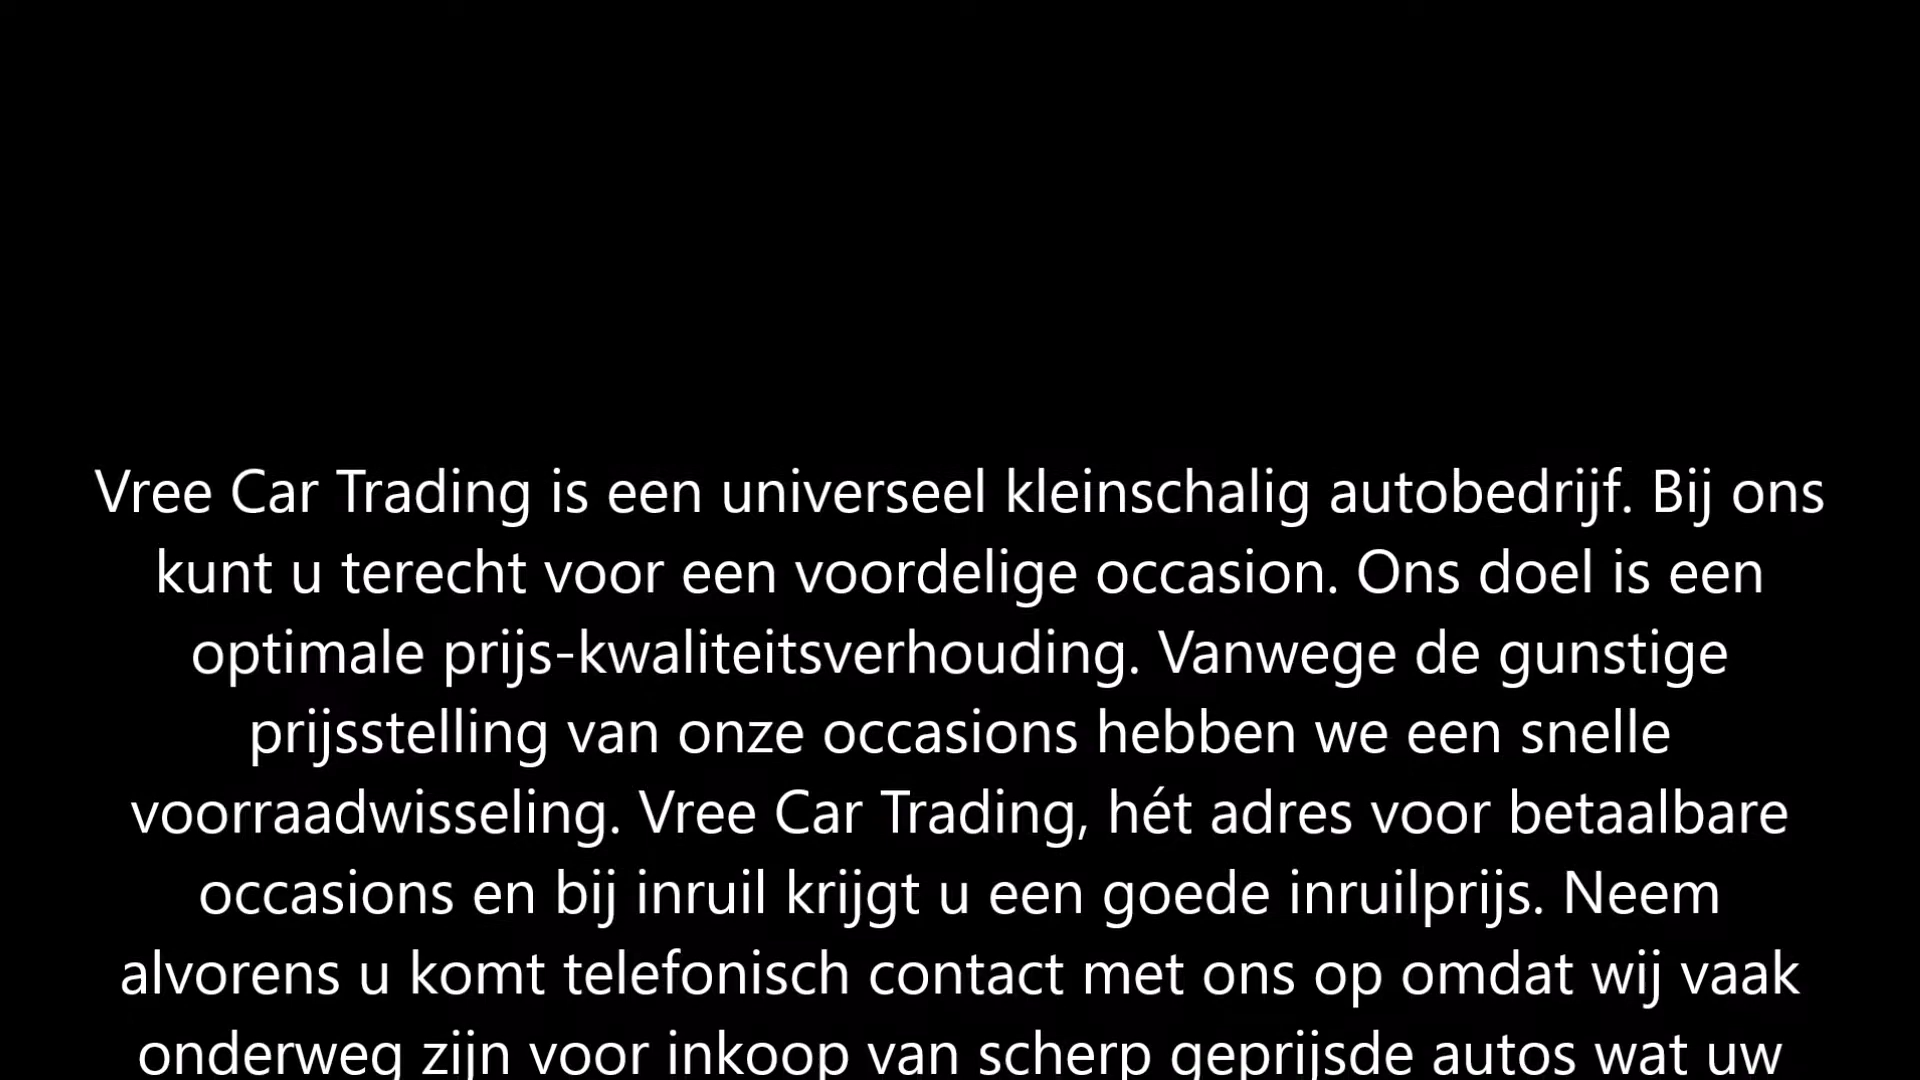 Vree Car Trading is een universeel kleinschalig autobedrijf. Bij ons
kunt u terecht voor een voordelige occasion. Ons doel is een
optimale prijs-kwaliteitsverhouding. Vanwege de gunstige
prijsstelling van onze occasions hebben we een snelle
voorraadwisseling. Vree Car Trading, hét adres voor betaalbare
occasions en bij inruil krijgt u een goede inruilprijs. Neem
alvorens u komt telefonisch contact met ons op omdat wij vaak
onderweg zijn voor inkoop van scherp geprijsde autos wat uw